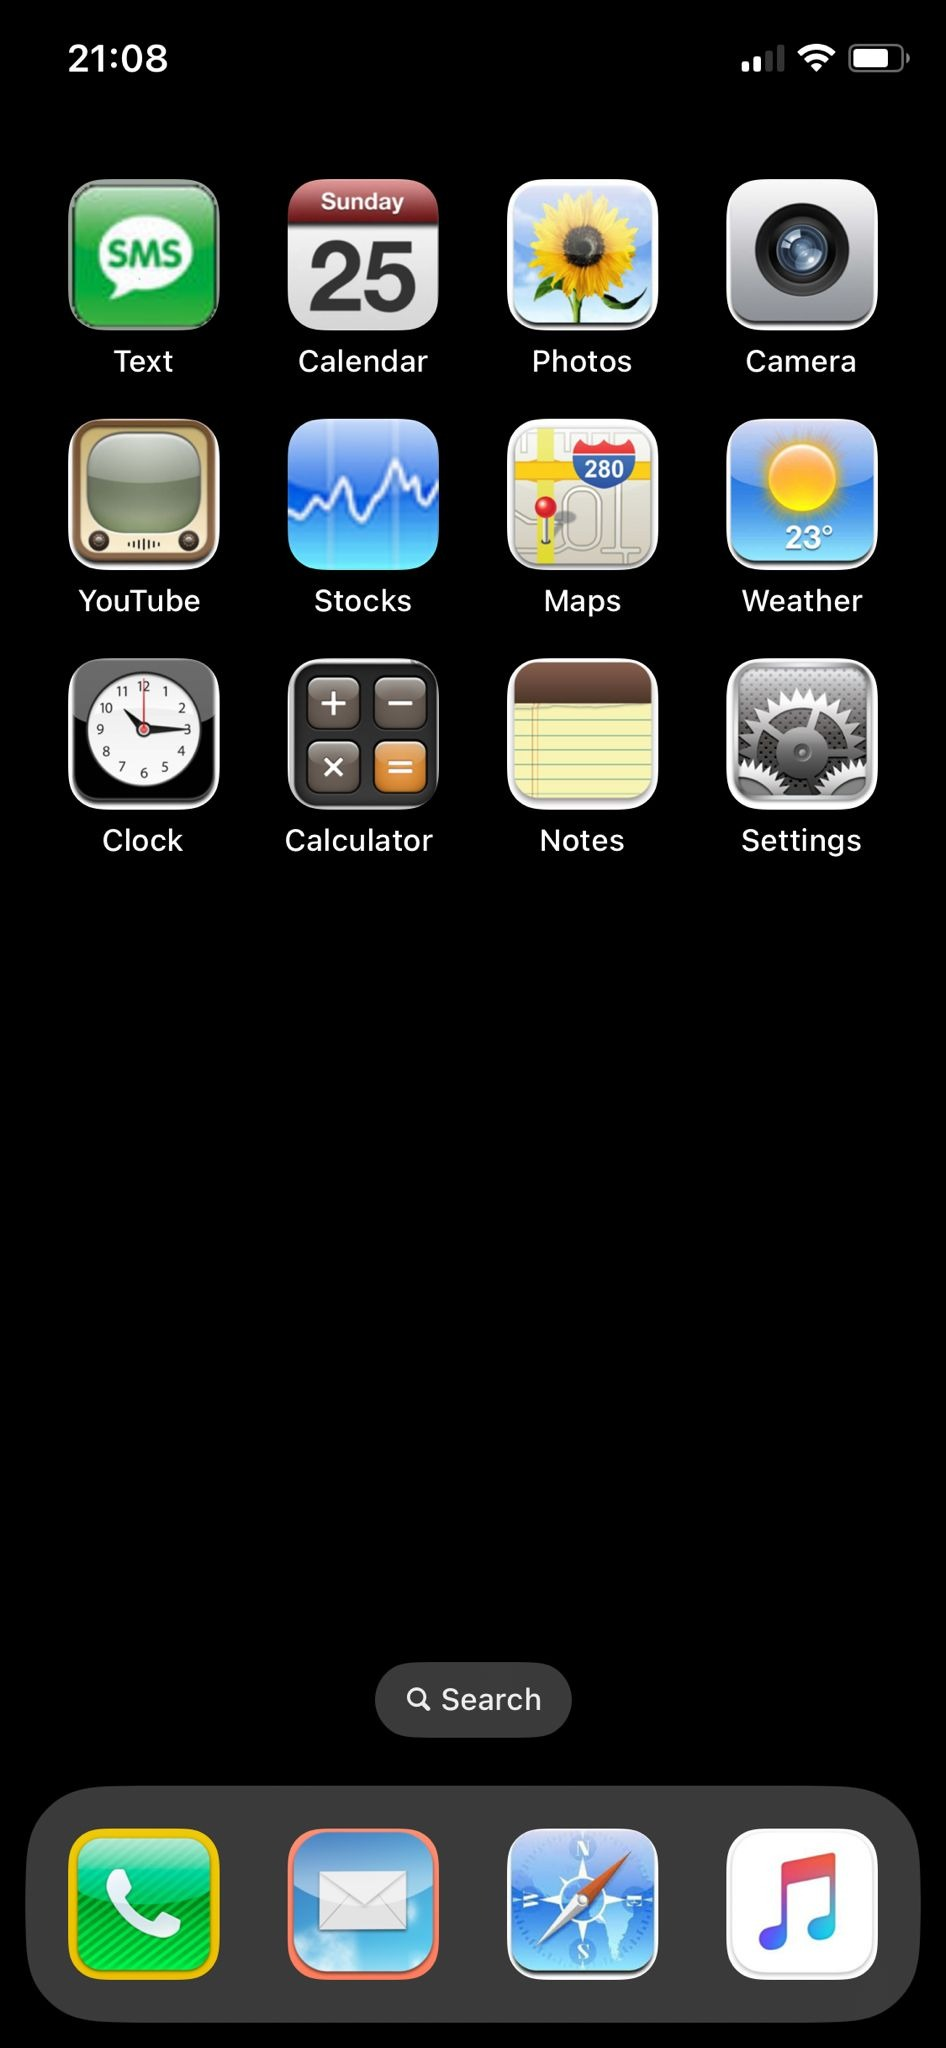 21:08
SMS
Sunday
25
Text Calendar Photos Camera
280
23°
YouTube Stocks Maps Weather
12
11 1
10 2
9 3
8 4
7 5
6
+ −
× =
Clock Calculator Notes Settings
Search
N
W E
S